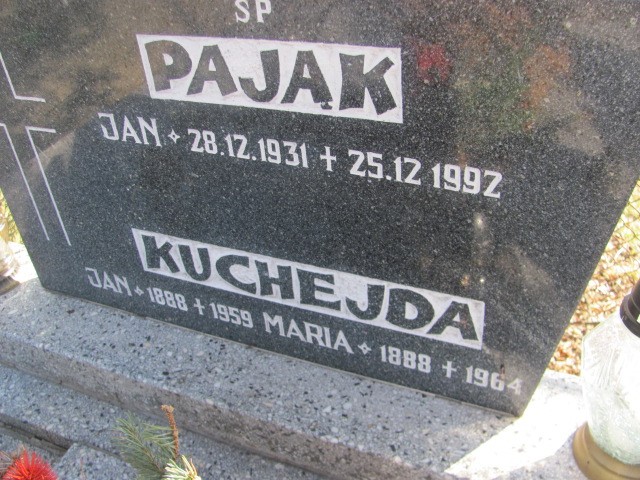 SP
PAJĄK
JAN * 28.12.1931 + 25.12 1992
KUCHEJDA
JAN * 1888 + 1959 MARIA * 1888 + 1964